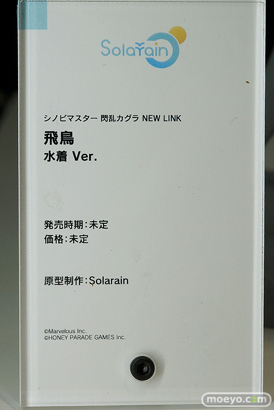 Solarain
シノビマスター 閃乱カグラ NEW LINK
飛鳥
水着 Ver.
発売時期：未定
価格：未定
原型制作：Solarain
©Marvelous Inc.
©HONEY PARADE GAMES Inc.
moeyo.com